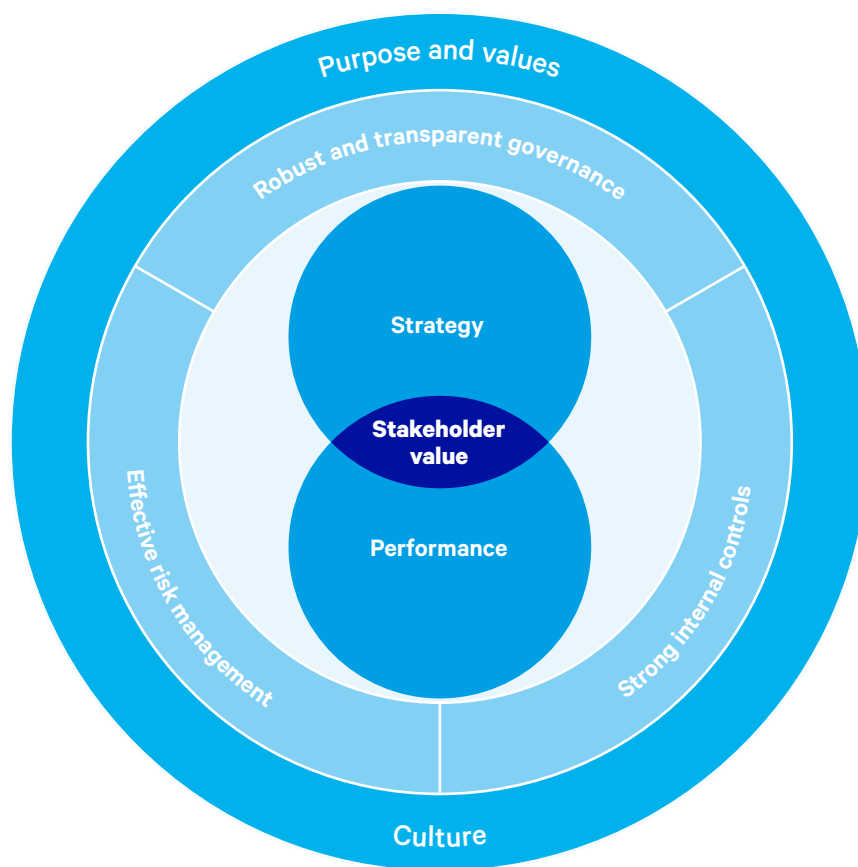 Purpose and values
Robust and transparent governance
Strategy
Stakeholder
value
Performance
Effective risk management
Strong internal controls
Culture